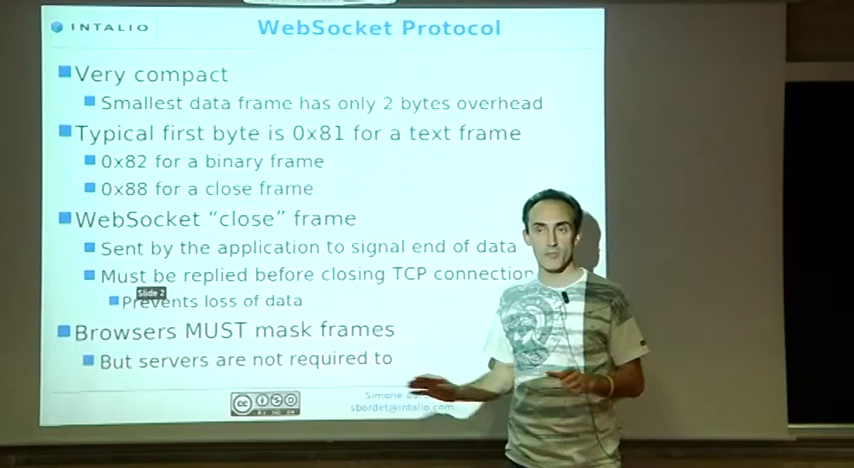 INTALIO
WebSocket Protocol
Very compact
Smallest data frame has only 2 bytes overhead
Typical first byte is 0x81 for a text frame
0x82 for a binary frame
0x88 for a close frame
WebSocket “close” frame
Sent by the application to signal end of data
Must be replied before closing TCP connection
Slide 2
Prevents loss of data
Browsers MUST mask frames
But servers are not required to
cc
Simone
sbordet@intalio.com